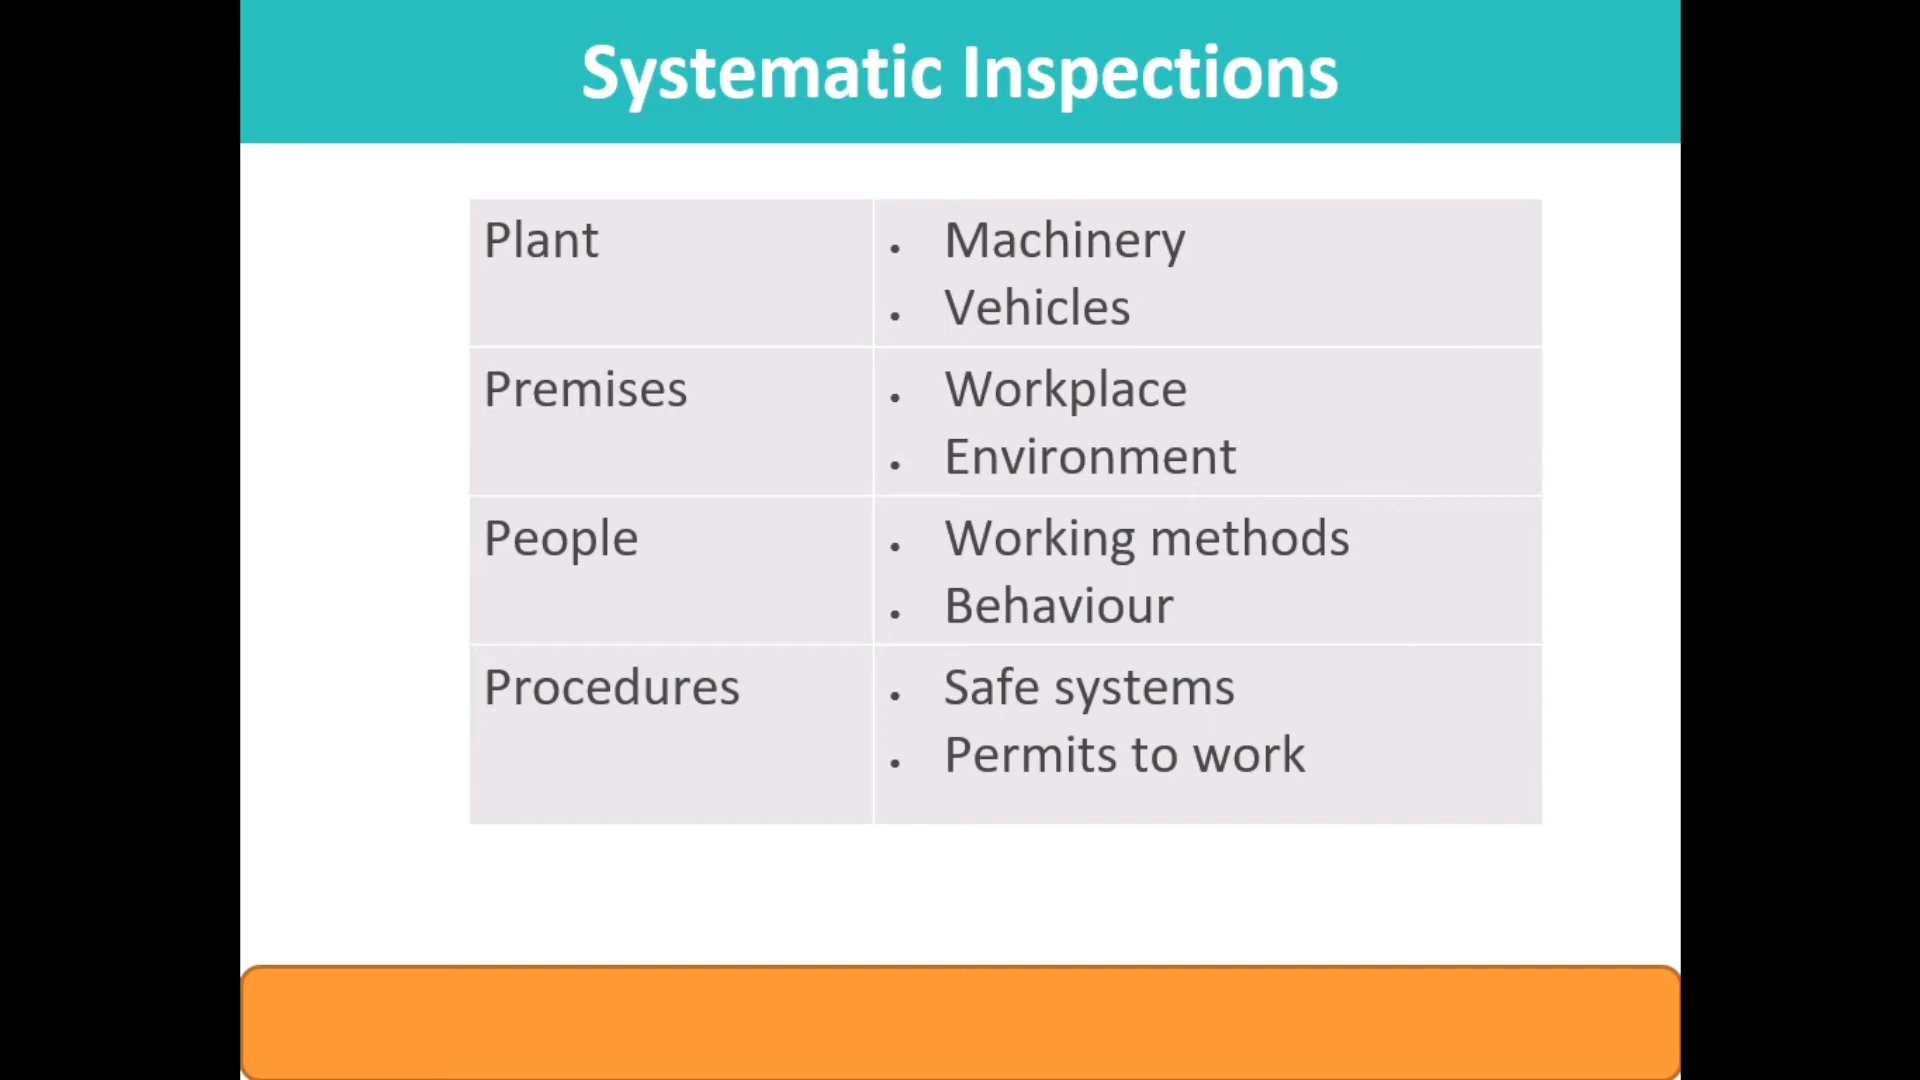 Systematic Inspections
Plant
• Machinery
• Vehicles
Premises
• Workplace
• Environment
People
• Working methods
• Behaviour
Procedures
• Safe systems
• Permits to work